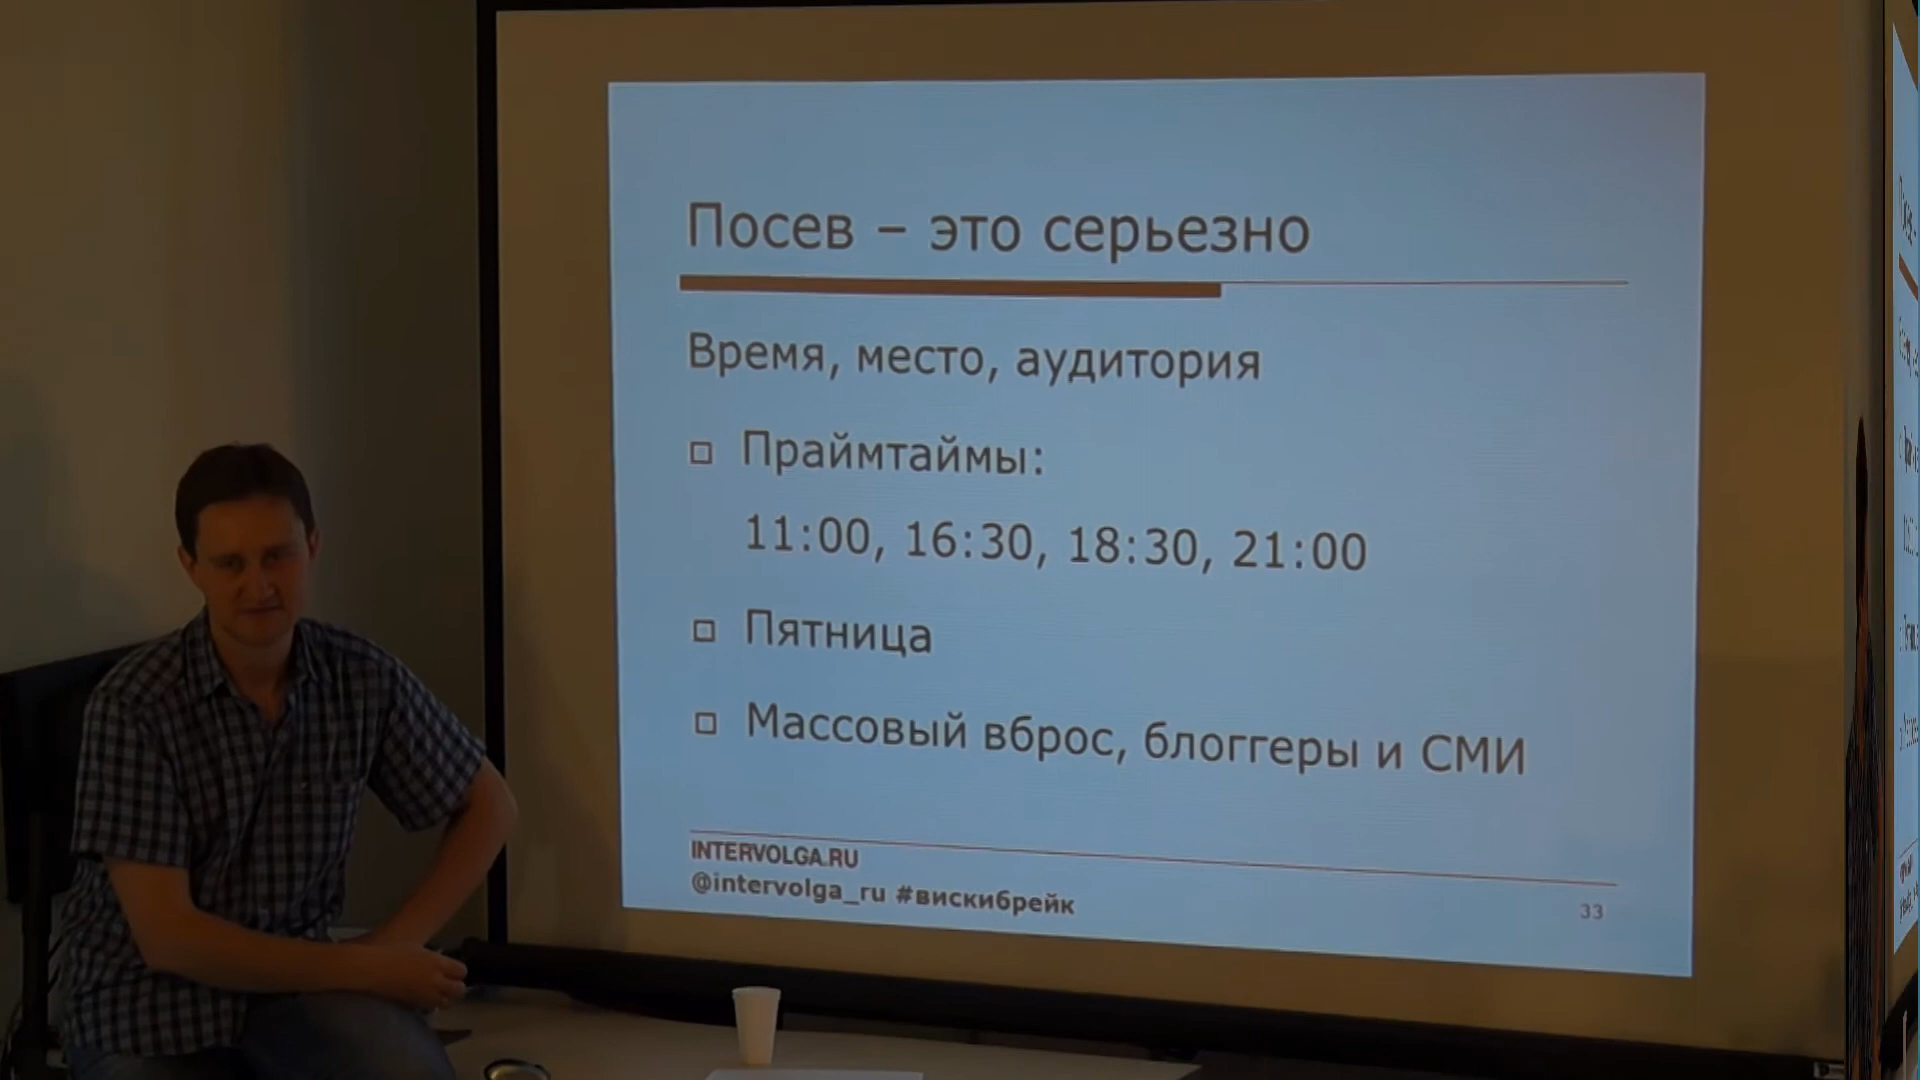 Посев – это серьезно
Время, место, аудитория
Праймтаймы:
11:00, 16:30, 18:30, 21:00
Пятница
Массовый вброс, блоггеры и СМИ
INTERVOLGA.RU
@intervolga_ru #вискибрейк
33